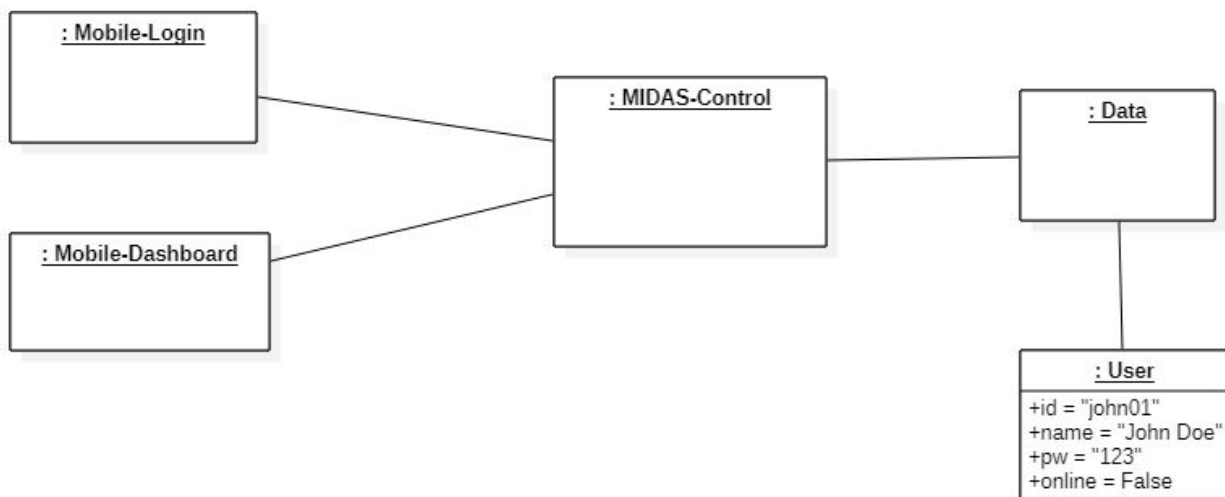 : Mobile-Login
: MIDAS-Control
: Data
: Mobile-Dashboard
: User
+id = "john01"
+name = "John Doe"
+pw = "123"
+online = False